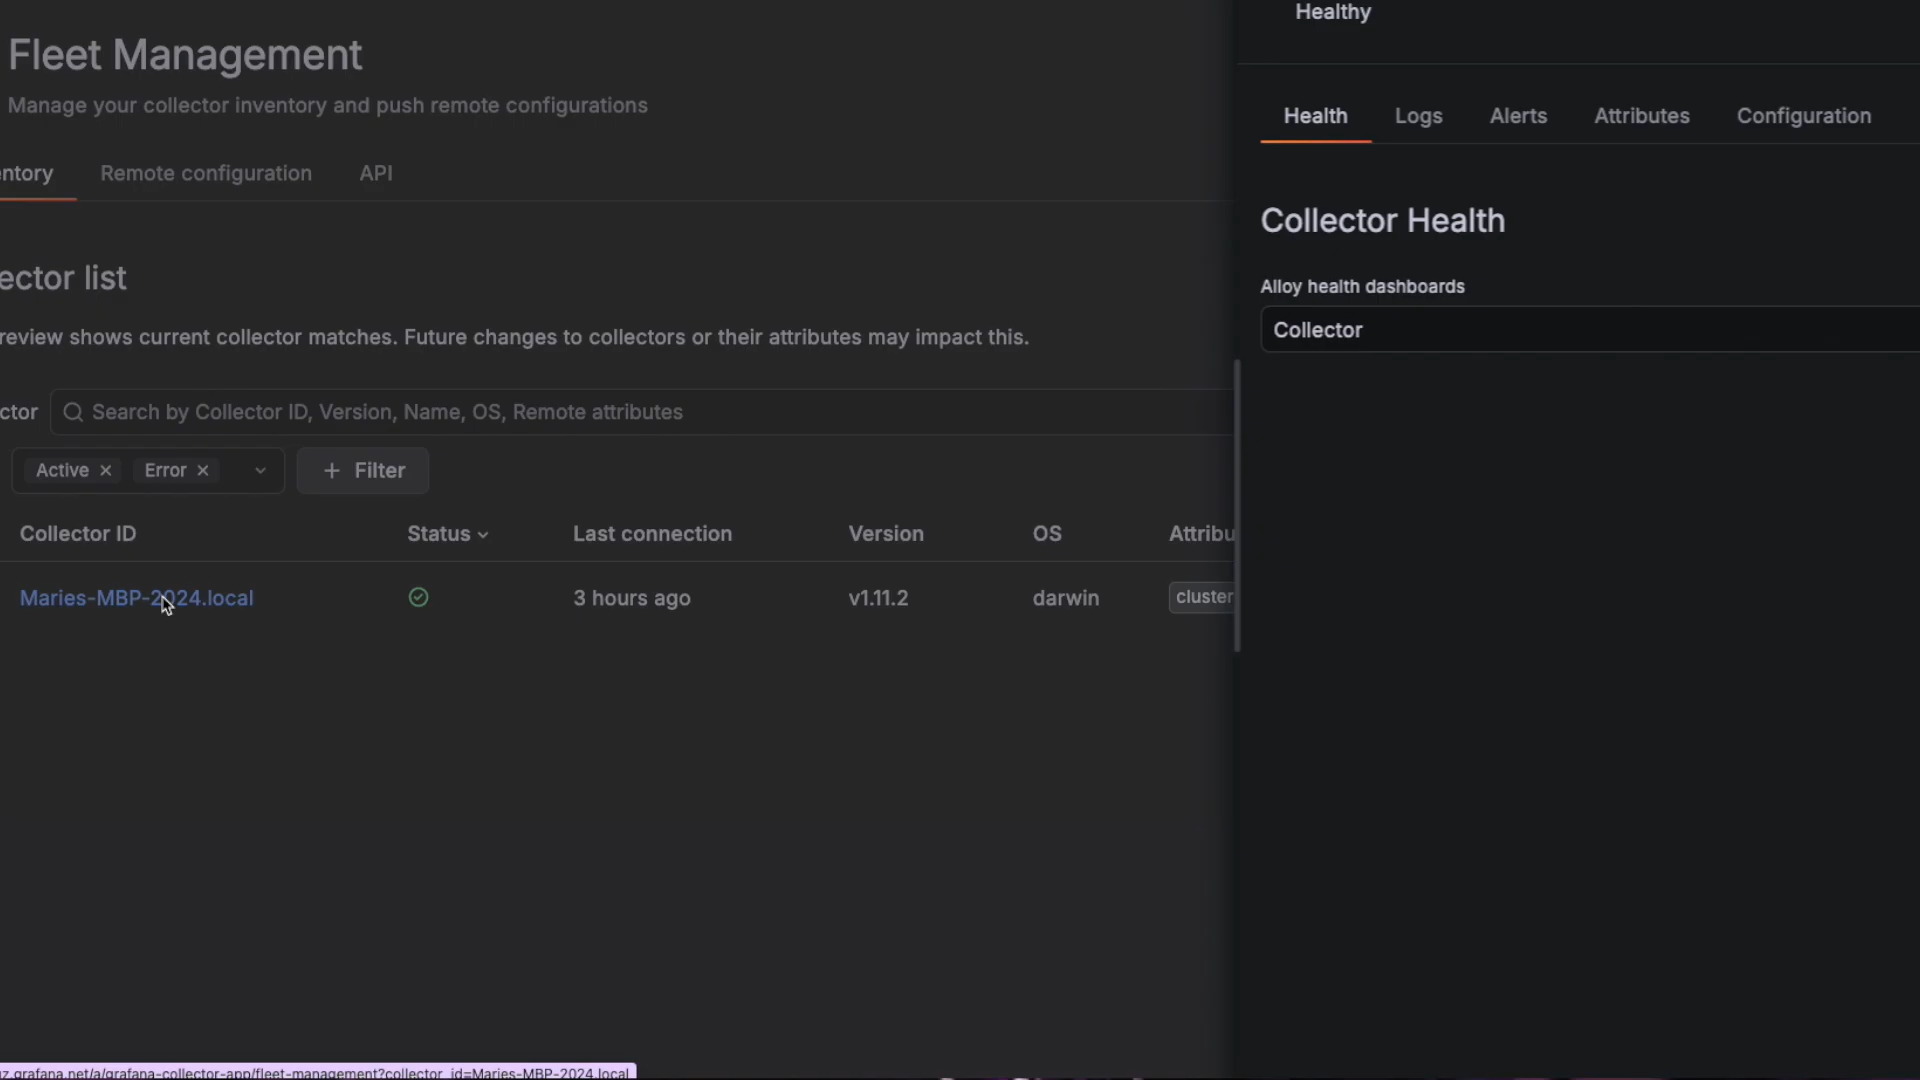 Fleet Management
Manage your collector inventory and push remote configurations
entory Remote configuration API
ector list
review shows current collector matches. Future changes to collectors or their attributes may impact this.
ctor Search by Collector ID, Version, Name, OS, Remote attributes
Active Error Filter
Collector ID Status Last connection Version OS Attribu
Maries-MBP-2024.local 3 hours ago v1.11.2 darwin cluster
z.grafana.net/a/grafana-collector-app/fleet-management?collector_id=Maries-MBP-2024.local
Healthy
Health Logs Alerts Attributes Configuration
Collector Health
Alloy health dashboards
Collector